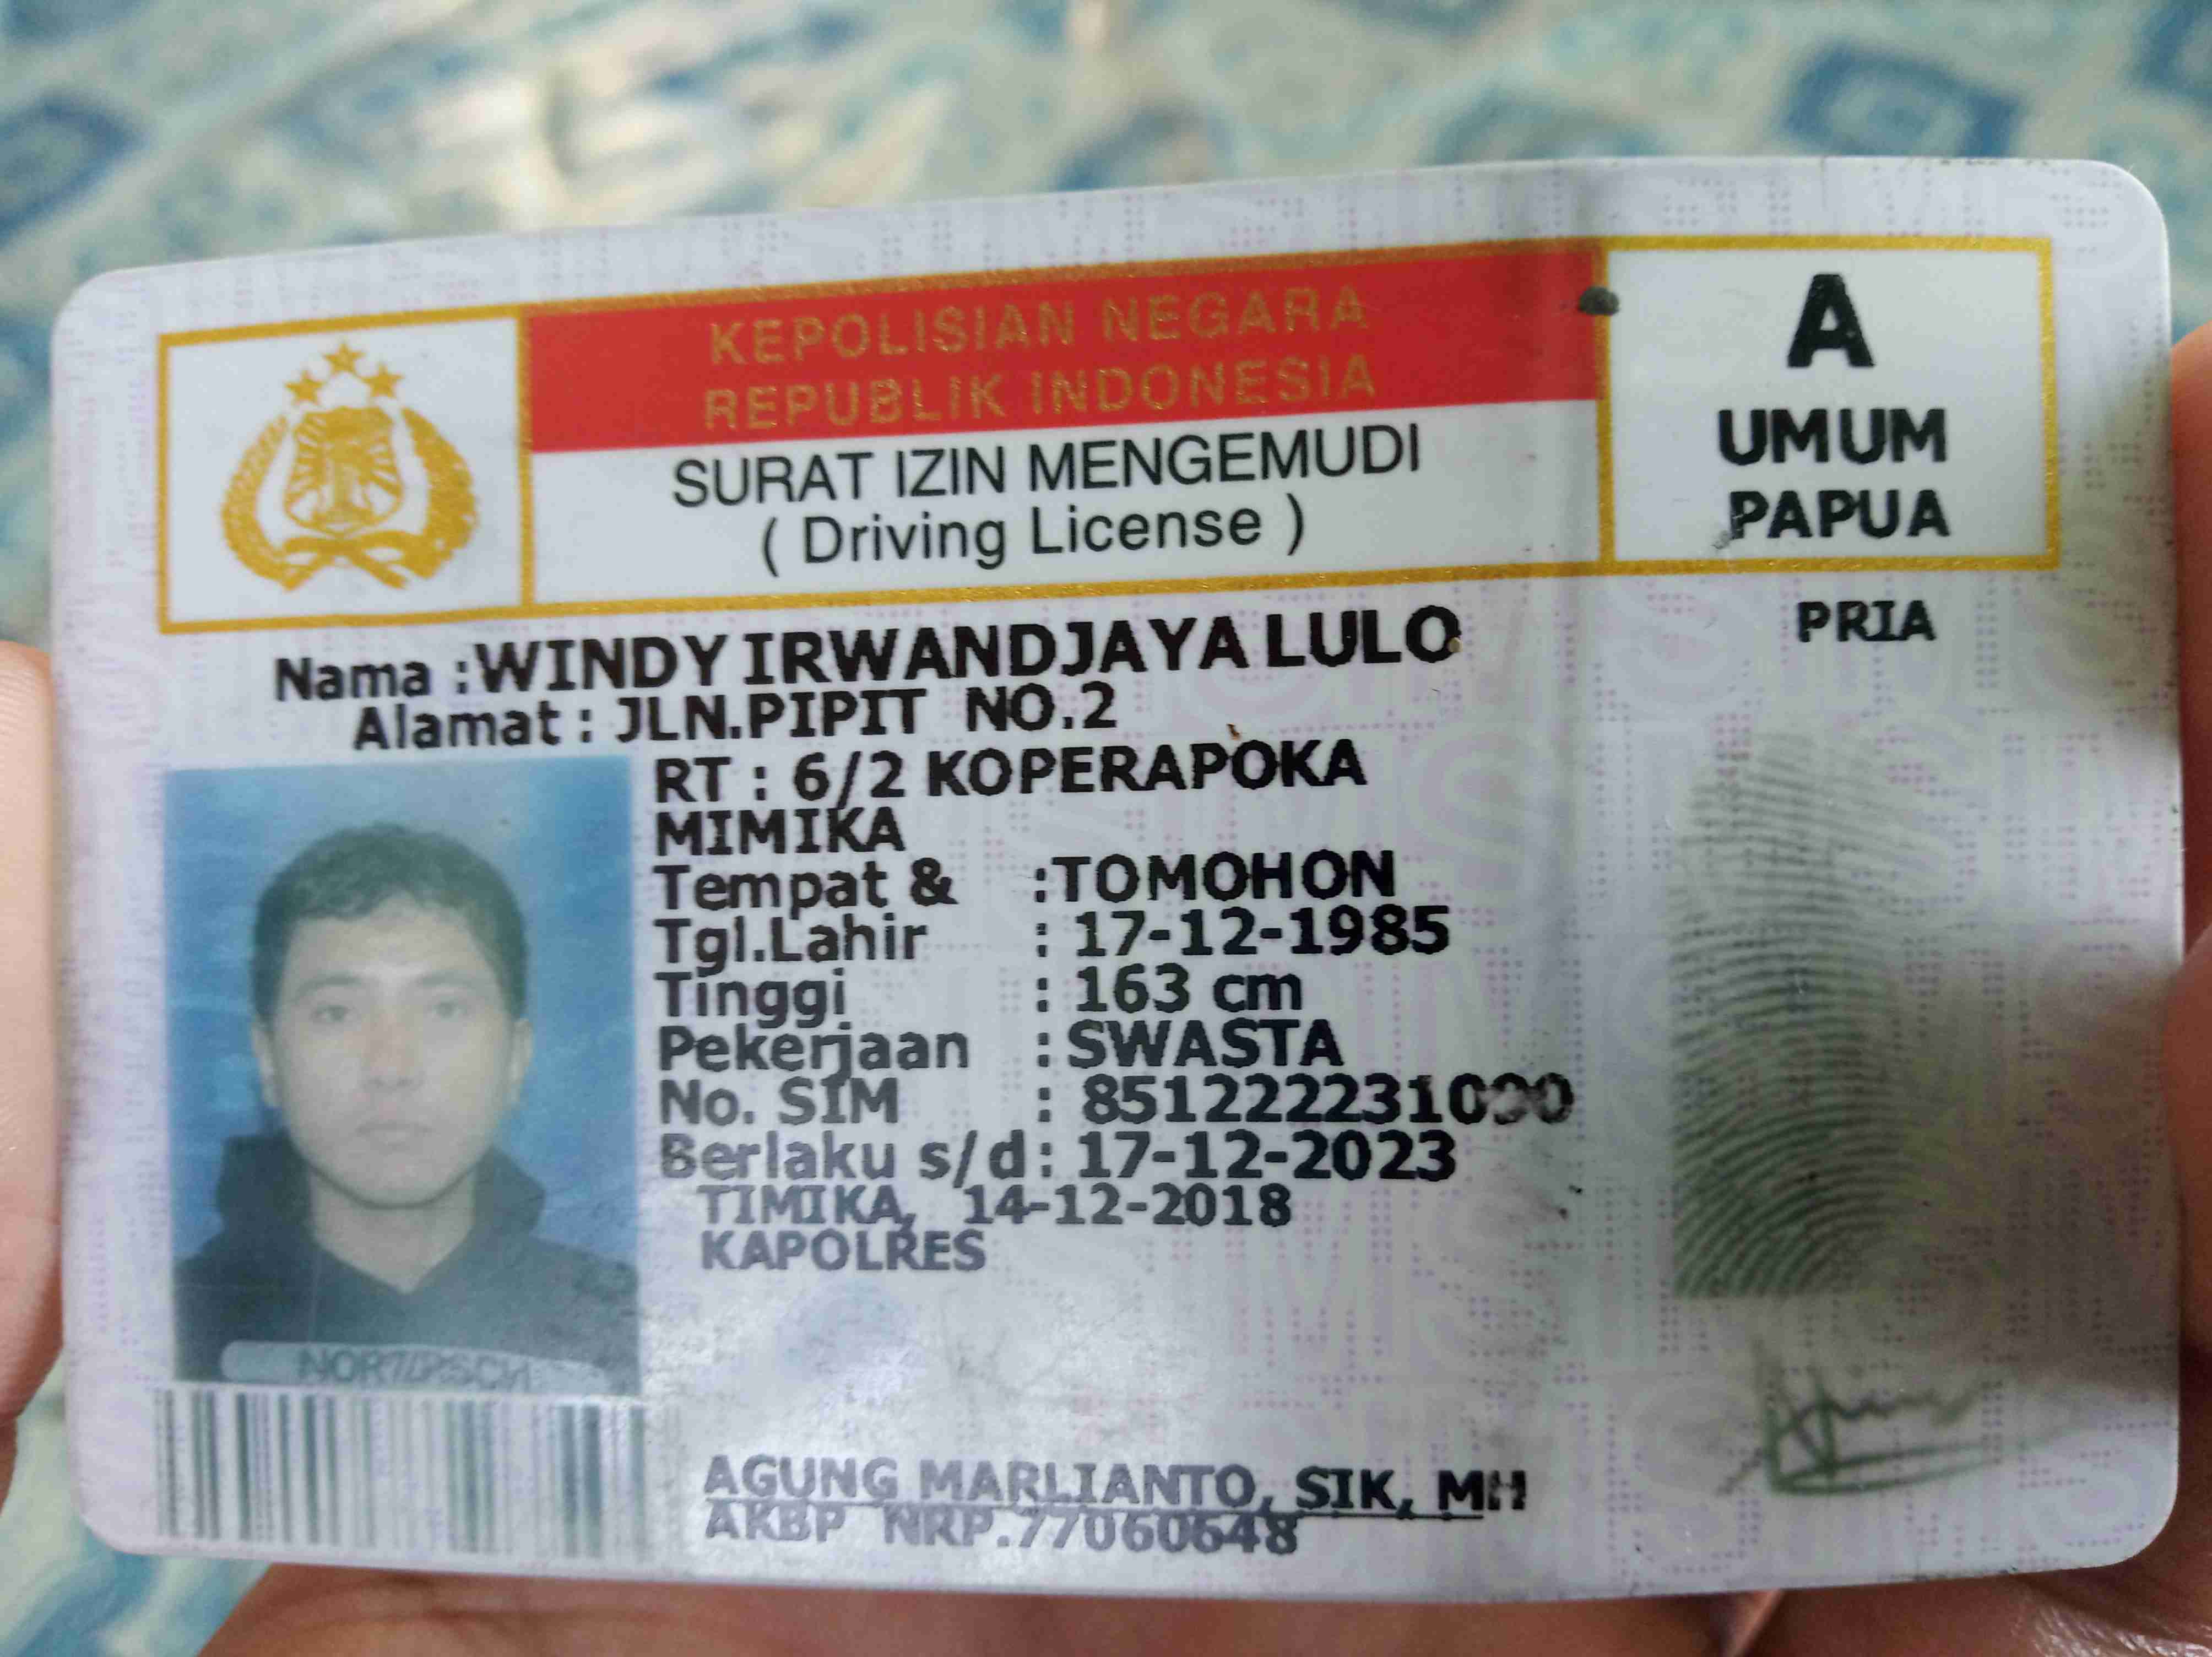 KEPOLISIAN NEGARA
REPUBLIK INDONESIA
SURAT IZIN MENGEMUDI
( Driving License )
A
UMUM
PAPUA
PRIA
Nama :WINDY IRWANDJAYA LULO
Alamat : JLN.PIPIT NO.2
RT : 6/2 KOPERAPOKA
MIMIKA
Tempat & :TOMOHON
Tgl.Lahir : 17-12-1985
Tinggi : 163 cm
Pekerjaan : SWASTA
No. SIM :
Berlaku s/d : 17-12-2023
TIMIKA, 14-12-2018
KAPOLRES
AGUNG MARLIANTO, SIK, MH
AKBP NRP.77060648